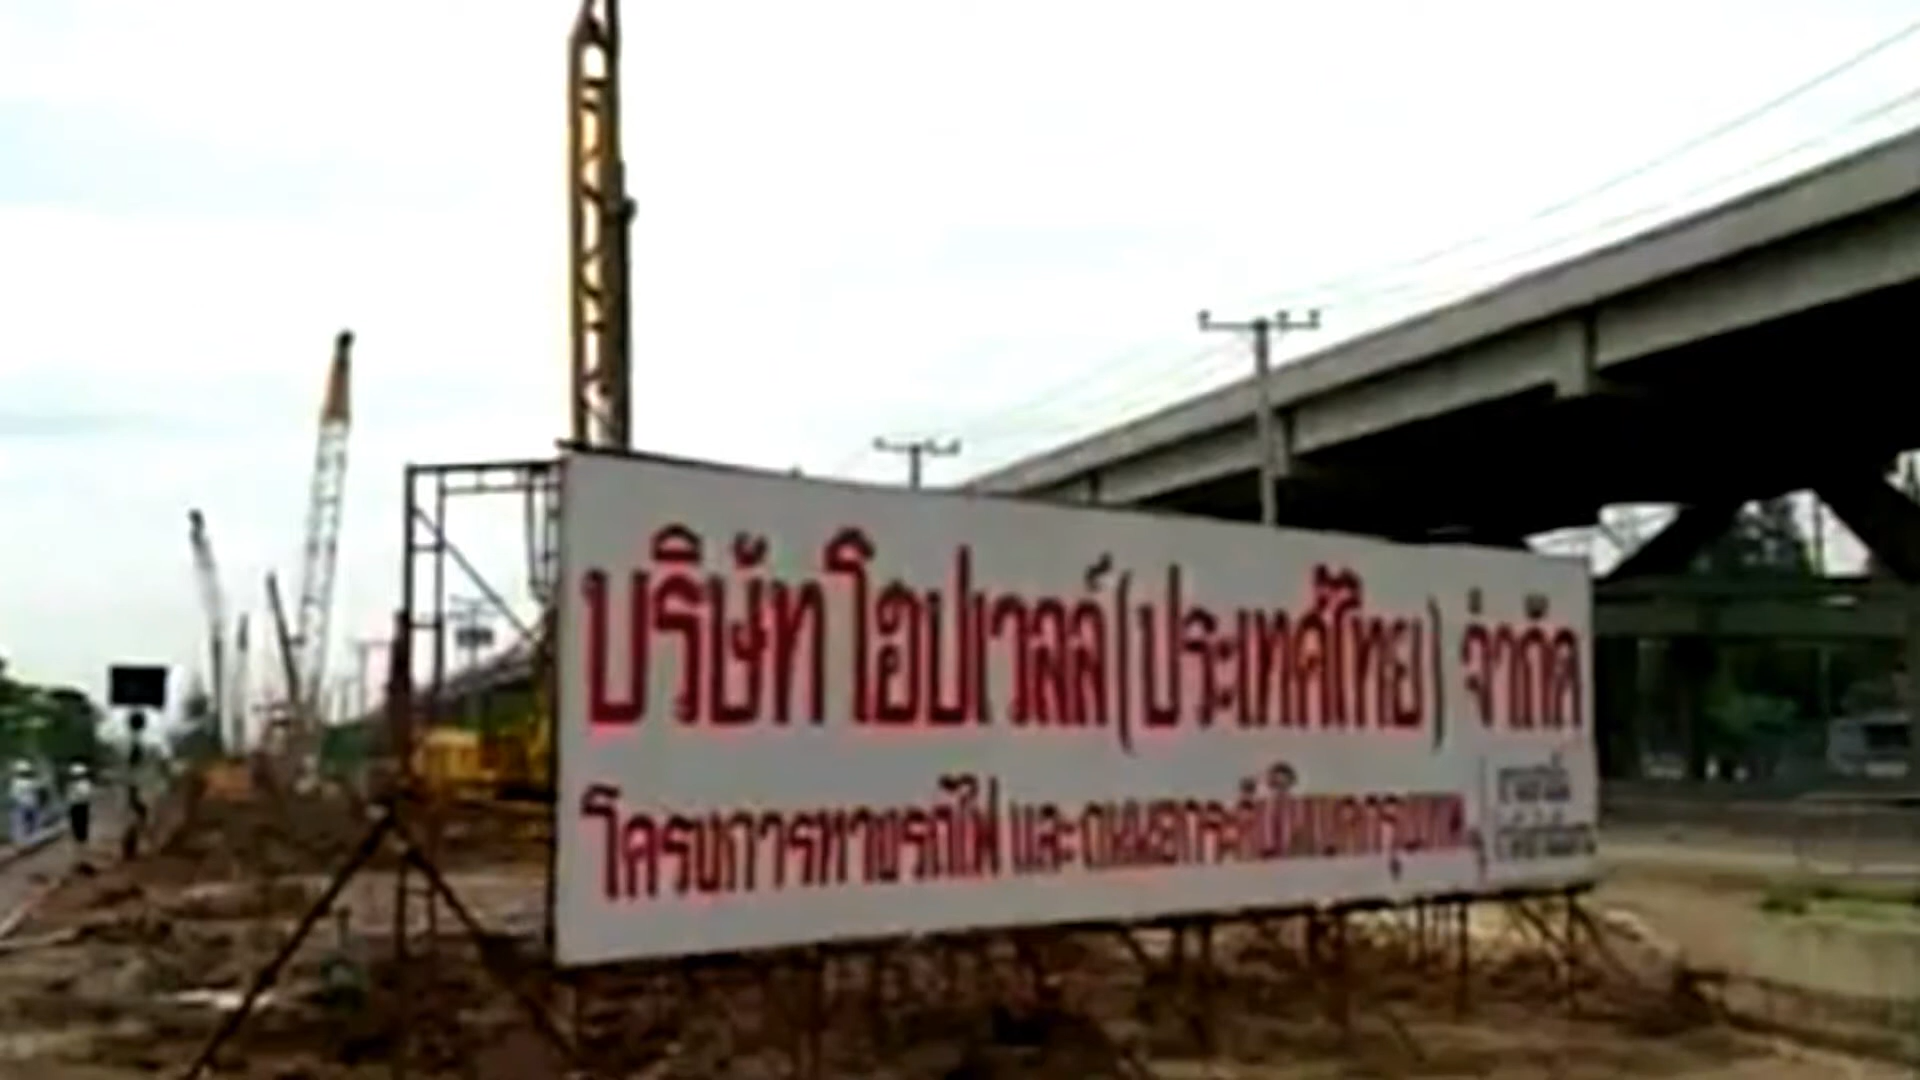 บริษัท โฮปเวลล์ (ประเทศไทย) จำกัด
โครงการทางรถไฟ และถนนยกระดับในเขตกรุงเทพฯ